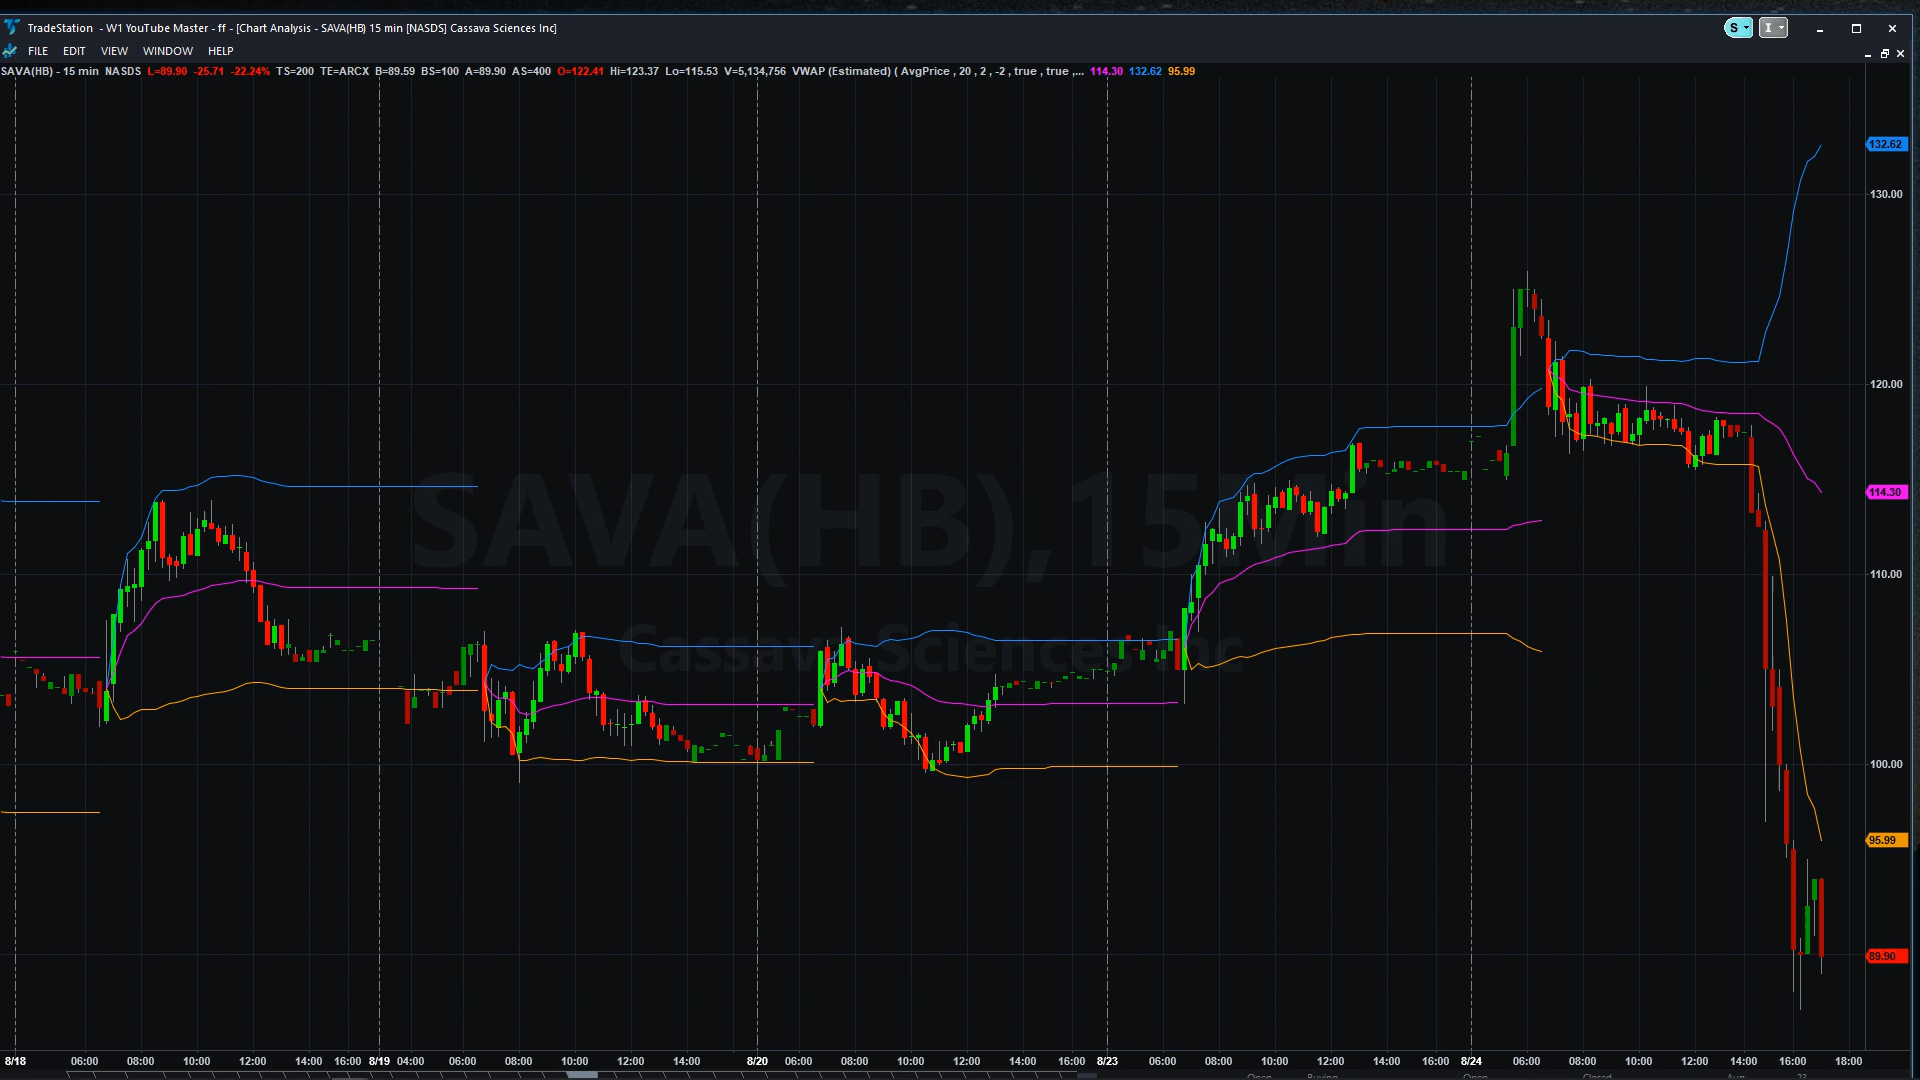 TradeStation - W1 YouTube Master - ff - [Chart Analysis - SAVA(HB) 15 min [NASDS] Cassava Sciences Inc]
S I
FILE EDIT VIEW WINDOW HELP
SAVA(HB) - 15 min NASDS L=89.90 -25.71 -22.24% TS=200 TE=ARCX B=89.59 BS=100 A=89.90 AS=400 O=122.41 Hi=123.37 Lo=115.53 V=5,134,756 VWAP (Estimated) ( AvgPrice , 20 , 2 , -2 , true , true ,... 114.30 132.62 95.99
132.62
130.00
120.00
SAVA(HB),15Min
114.30
110.00
Cassava Sciences Inc
100.00
95.99
89.90
8/18 06:00 08:00 10:00 12:00 14:00 16:00 8/19 04:00 06:00 08:00 10:00 12:00 14:00 8/20 06:00 08:00 10:00 12:00 14:00 16:00 8/23 06:00 08:00 10:00 12:00 14:00 16:00 8/24 06:00 08:00 10:00 12:00 14:00 16:00 18:00